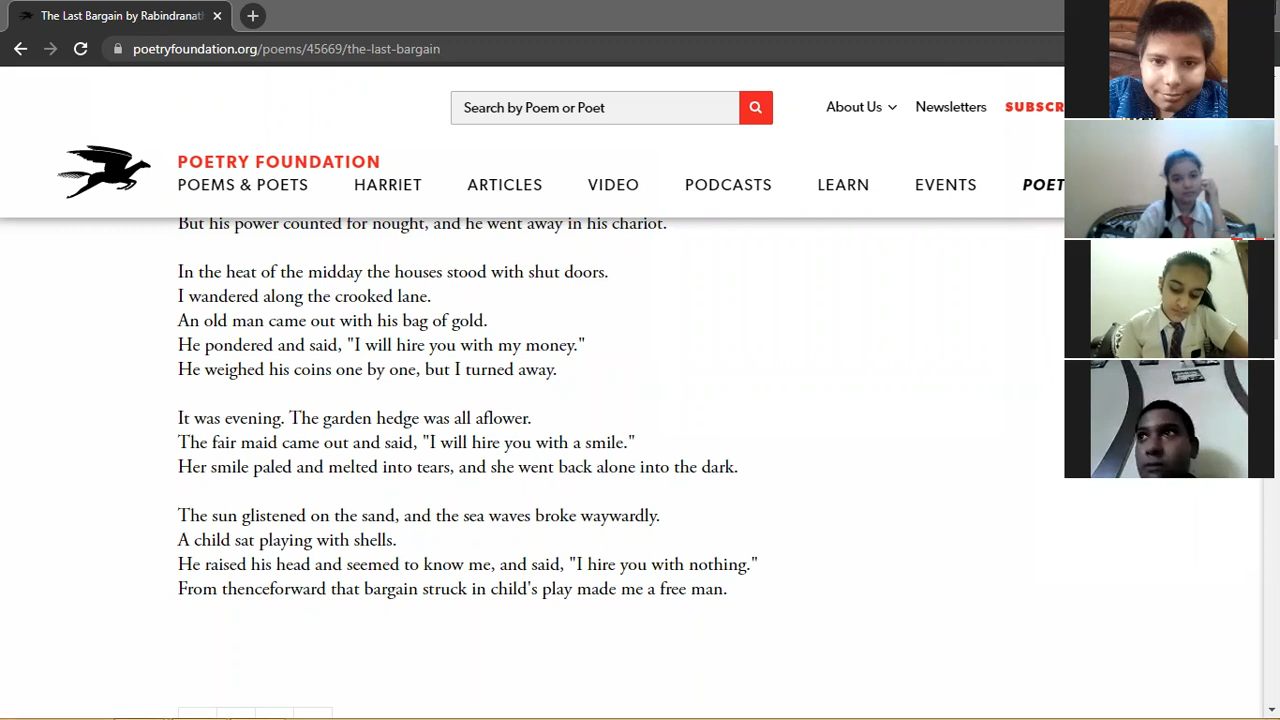 The Last Bargain by Rabindranat
poetryfoundation.org/poems/45669/the-last-bargain
Search by Poem or Poet
About Us
Newsletters
SUBSCR
POETRY FOUNDATION
POEMS & POETS
HARRIET
ARTICLES
VIDEO
PODCASTS
LEARN
EVENTS
POET
But his power counted for nought, and he went away in his chariot.
In the heat of the midday the houses stood with shut doors.
I wandered along the crooked lane.
An old man came out with his bag of gold.
He pondered and said, "I will hire you with my money."
He weighed his coins one by one, but I turned away.
It was evening. The garden hedge was all aflower.
The fair maid came out and said, "I will hire you with a smile."
Her smile paled and melted into tears, and she went back alone into the dark.
The sun glistened on the sand, and the sea waves broke waywardly.
A child sat playing with shells.
He raised his head and seemed to know me, and said, "I hire you with nothing."
From thenceforward that bargain struck in child's play made me a free man.